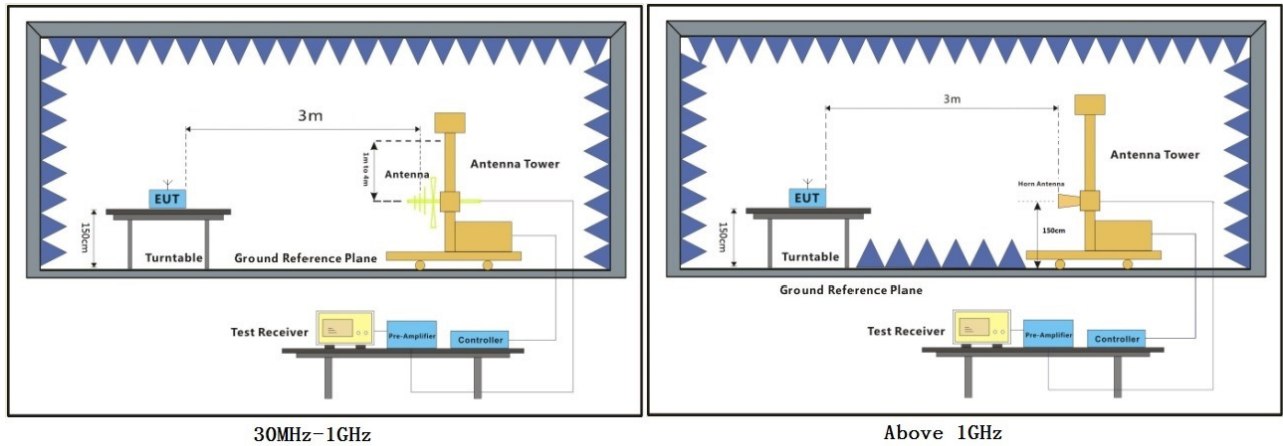 3m
1m to 4m
Antenna
Antenna Tower
EUT
150cm
Turntable
Ground Reference Plane
Test Receiver
Pre-Amplifier
Controller
30MHz-1GHz
3m
Antenna Tower
Horn Antenna
EUT
150cm
150cm
Turntable
Ground Reference Plane
Test Receiver
Pre-Amplifier
Controller
Above 1GHz